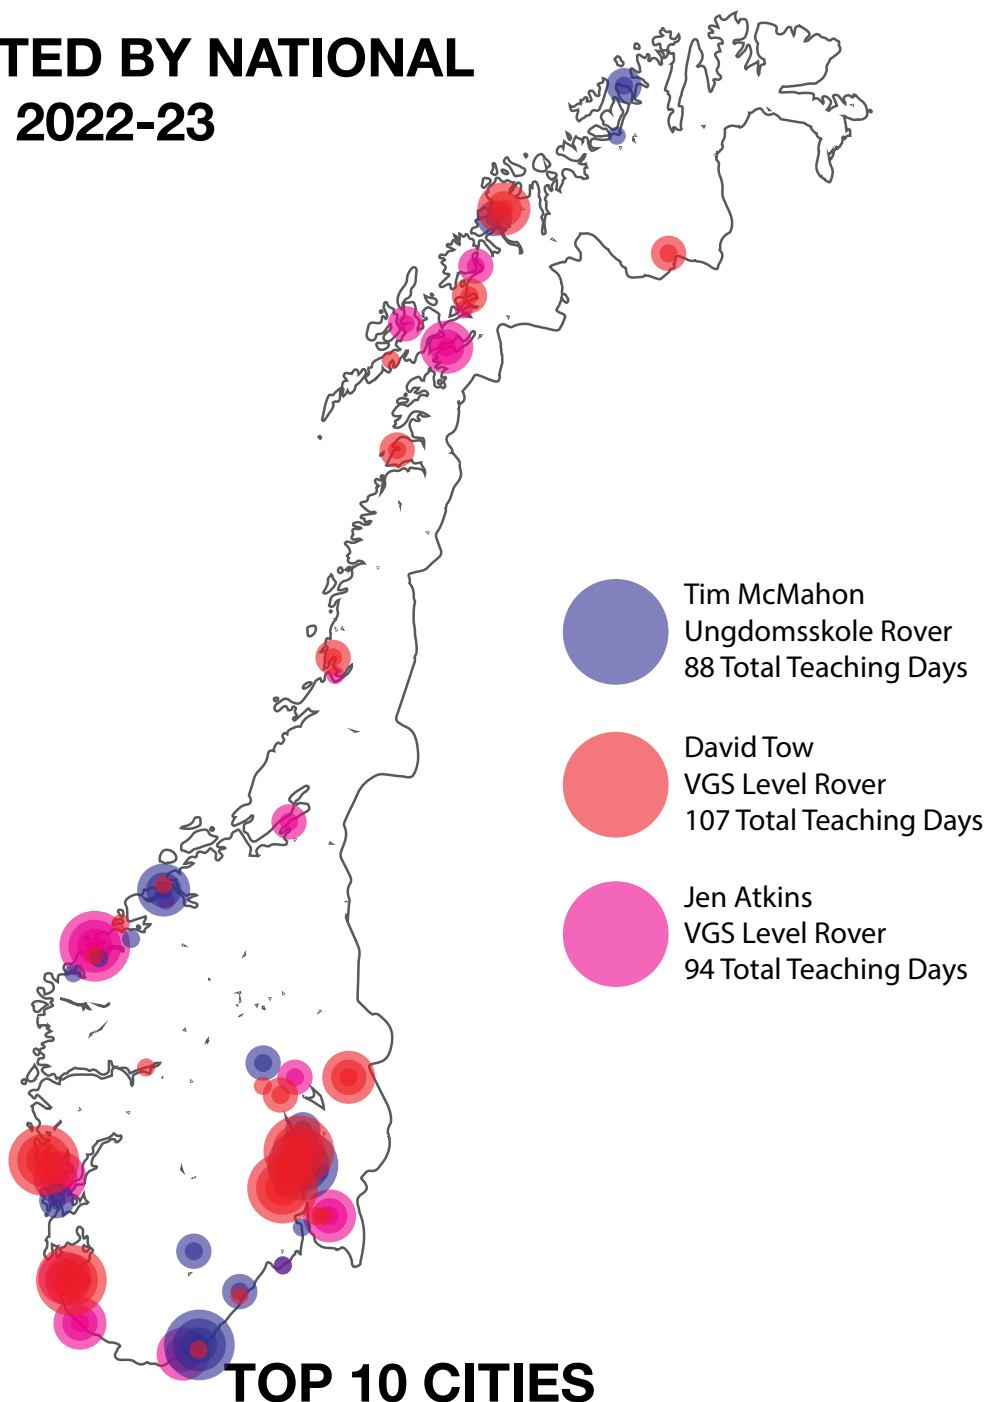 TED BY NATIONAL
2022-23
Tim McMahon
Ungdomsskole Rover
88 Total Teaching Days
David Tow
VGS Level Rover
107 Total Teaching Days
Jen Atkins
VGS Level Rover
94 Total Teaching Days
TOP 10 CITIES